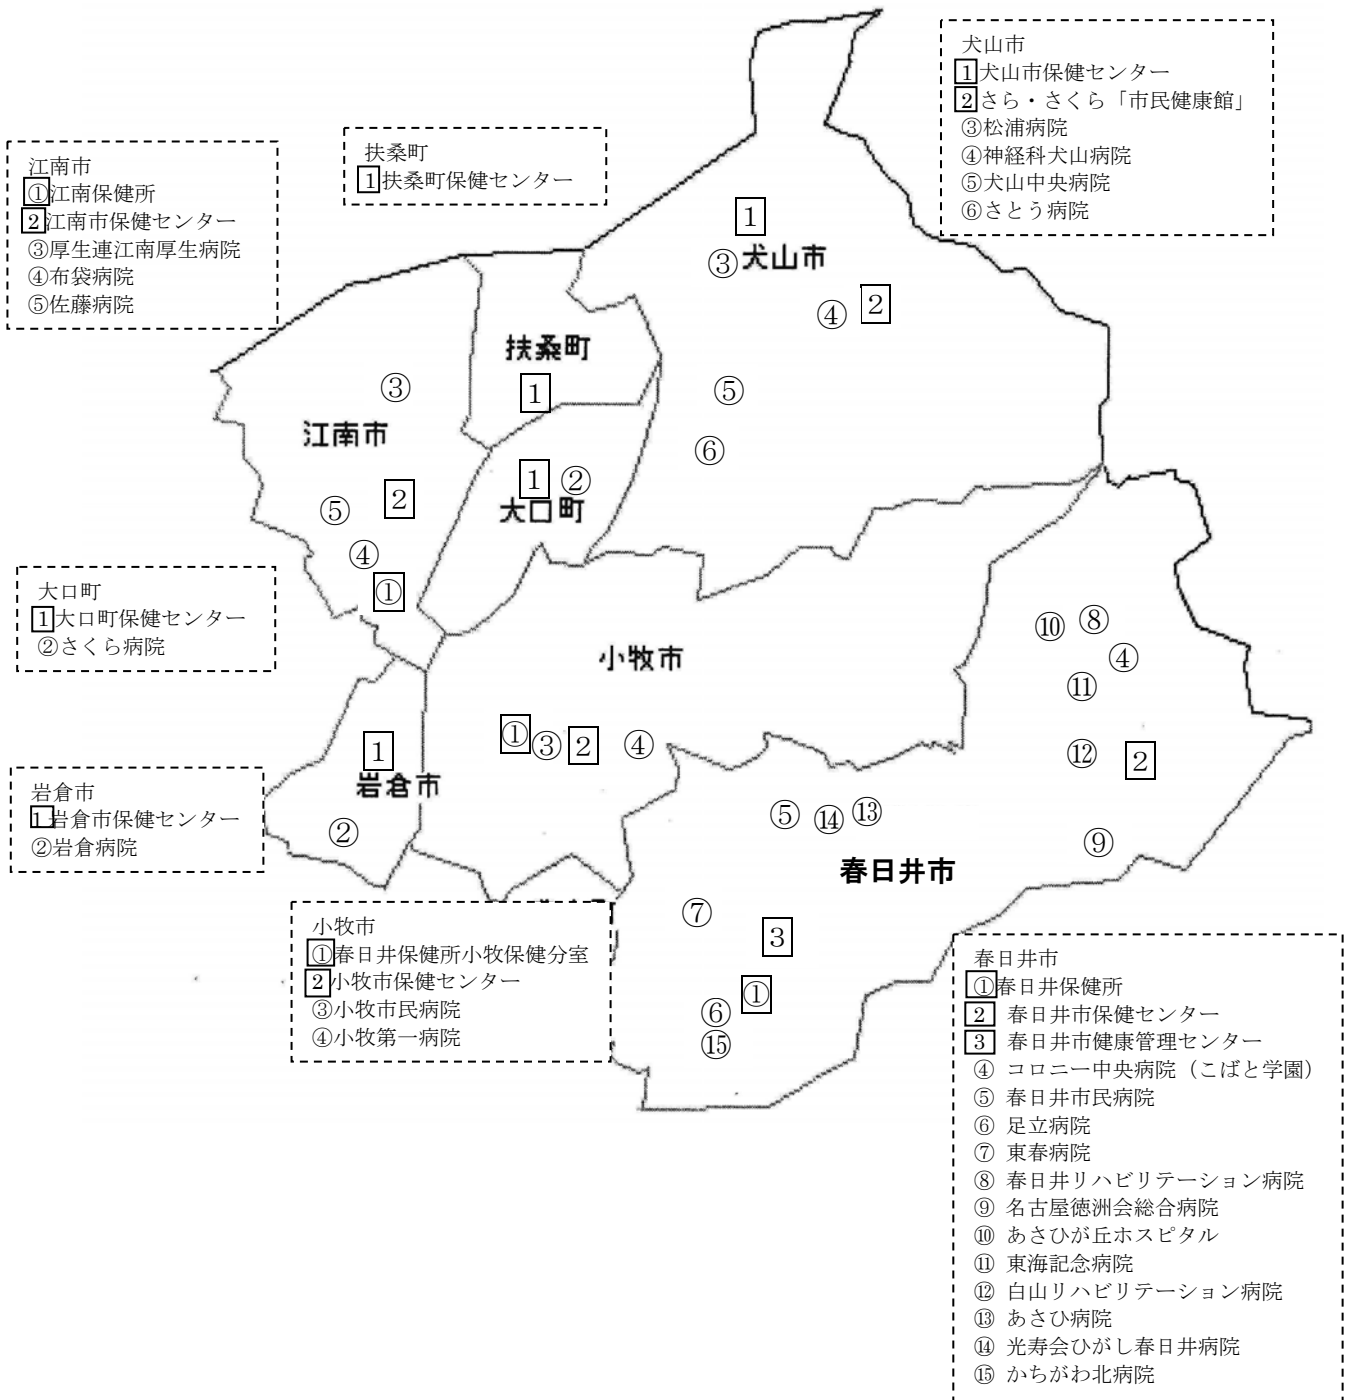 犬山市
1犬山市保健センター
2さら・さくら「市民健康館」
③松浦病院
④神経科犬山病院
⑤犬山中央病院
⑥さとう病院
扶桑町
1扶桑町保健センター
江南市
①江南保健所
2江南市保健センター
③厚生連江南厚生病院
④布袋病院
⑤佐藤病院
1
③犬山市
④ 2
扶桑町
1
⑤
⑥
③
江南市
2
⑤
④
①
1 ②
大口町
大口町
1大口町保健センター
②さくら病院
小牧市
① ③ 2 ④
⑩ ⑧
④
⑪
⑫ 2
⑨
1
岩倉市
②
岩倉市
1岩倉市保健センター
②岩倉病院
⑤ ⑭ ⑬
春日井市
⑦
3
①
⑥
⑮
小牧市
①春日井保健所小牧保健分室
2小牧市保健センター
③小牧市民病院
④小牧第一病院
春日井市
①春日井保健所
2 春日井市保健センター
3 春日井市健康管理センター
④ コロニー中央病院（こばと学園）
⑤ 春日井市民病院
⑥ 足立病院
⑦ 東春病院
⑧ 春日井リハビリテーション病院
⑨ 名古屋徳洲会総合病院
⑩ あさひが丘ホスピタル
⑪ 東海記念病院
⑫ 白山リハビリテーション病院
⑬ あさひ病院
⑭ 光寿会ひがし春日井病院
⑮ かちがわ北病院